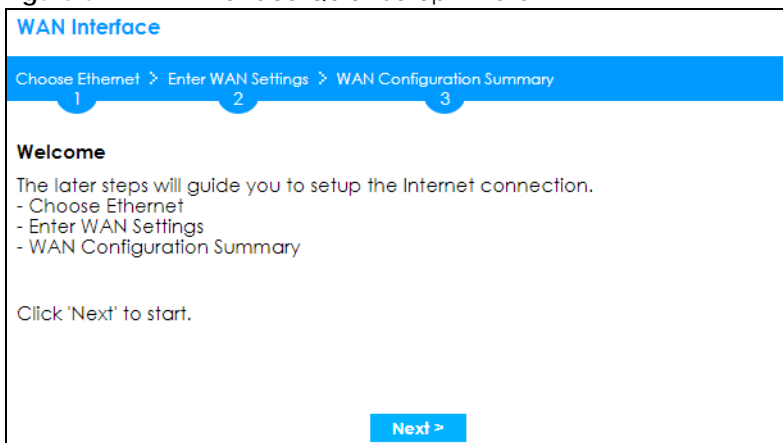 WAN Interface
Choose Ethernet > Enter WAN Settings > WAN Configuration Summary
1 2 3
Welcome
The later steps will guide you to setup the Internet connection.
- Choose Ethernet
- Enter WAN Settings
- WAN Configuration Summary
Click 'Next' to start.
Next >